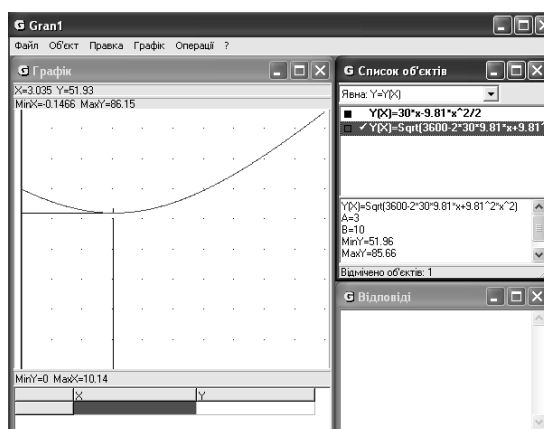 G Gran1
Файл Об'єкт Правка Графік Операції ?
G Графік
X=3.035 Y=51.93
MinX=-0.1466 MaxY=86.15
MinY=0 MaxX=10.14
X Y
G Список об'єктів
Явна: Y=Y(X)
Y(X)=30*x-9.81*x^2/2
Y(X)=Sqrt(3600-2*30*9.81*x+9.81^
Y(X)=Sqrt(3600-2*30*9.81*x+9.81^2*x^2)
A=3
B=10
MinY=51.96
MaxY=85.66
Відмічено об'єктів: 1
G Відповіді